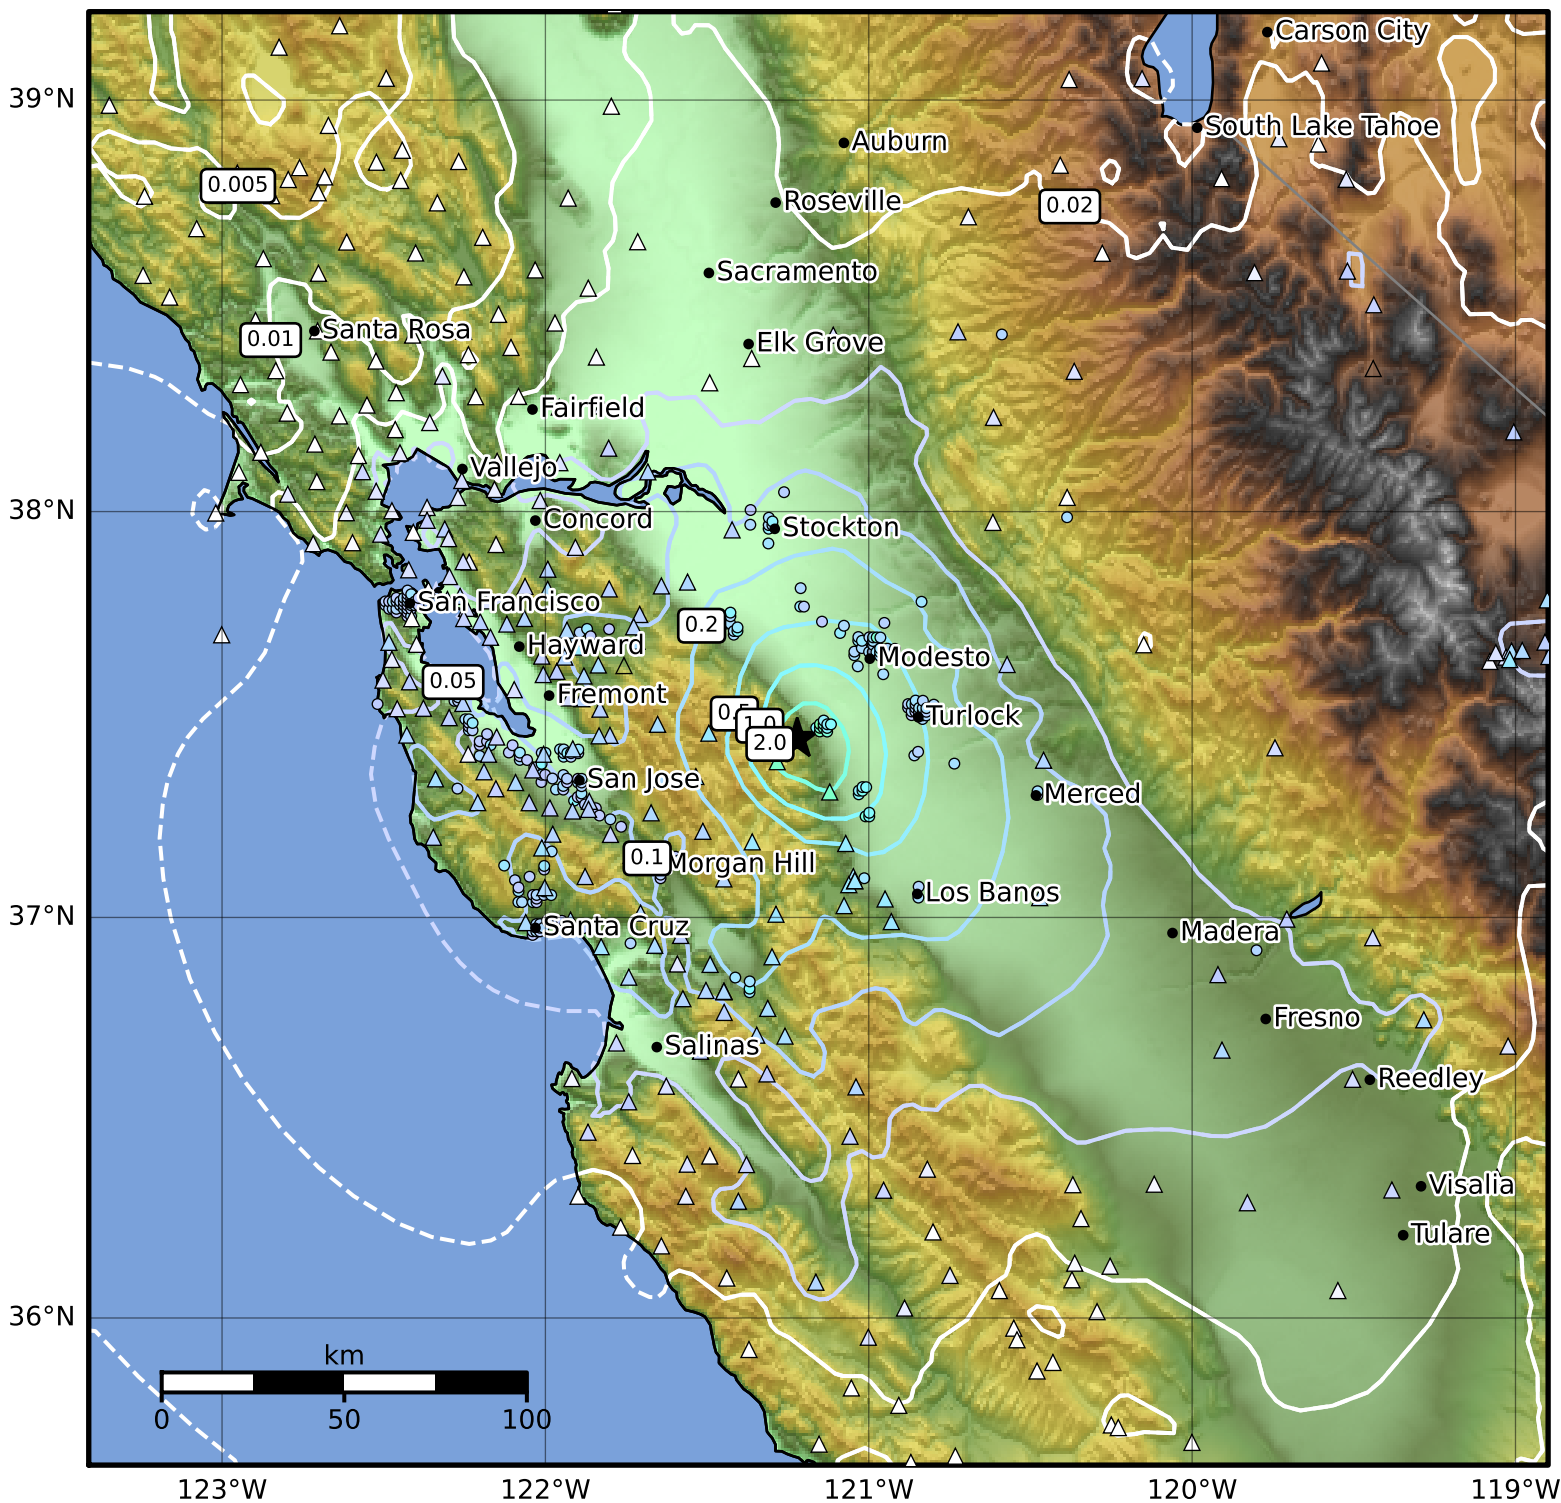 Carson City
39°N
South Lake Tahoe
Auburn
0.005
Roseville
0.02
Sacramento
Santa Rosa
0.01
Elk Grove
Fairfield
Vallejo
38°N
Concord
Stockton
San Francisco
0.2
Hayward
Modesto
0.05
Fremont
0.5
1.0
Turlock
2.0
San Jose
Merced
0.1
Morgan Hill
Los Banos
37°N
Santa Cruz
Madera
Fresno
Salinas
Reedley
Visalia
Tulare
36°N
km
0 50 100
123°W 122°W 121°W 120°W 119°W